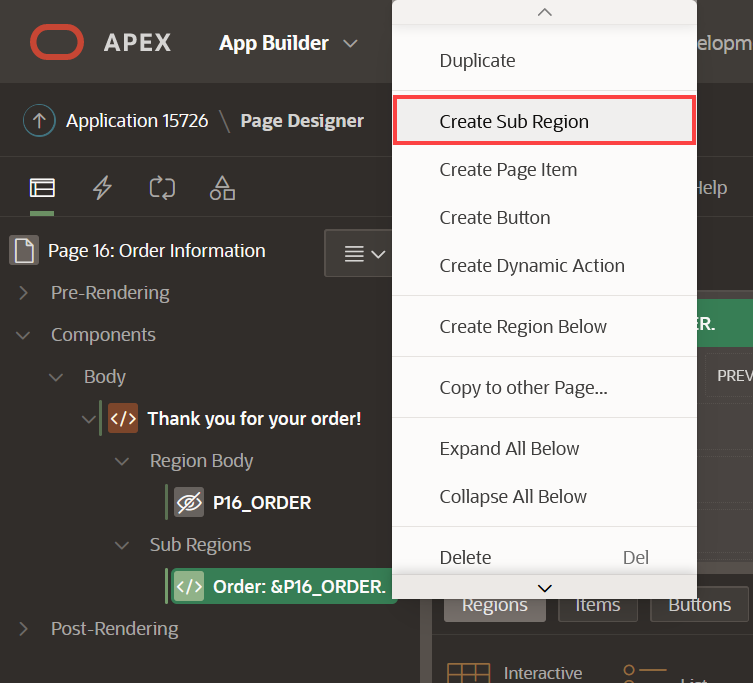 APEX
App Builder
elopm
Application 15726 \ Page Designer
Help
Page 16: Order Information
Pre-Rendering
Components
Body
</> Thank you for your order!
Region Body
P16_ORDER
Sub Regions
</> Order: &P16_ORDER.
Post-Rendering
Duplicate
Create Sub Region
Create Page Item
Create Button
Create Dynamic Action
Create Region Below
Copy to other Page...
Expand All Below
Collapse All Below
Delete Del
ER.
PREV
Regions Items Buttons
Interactive
List